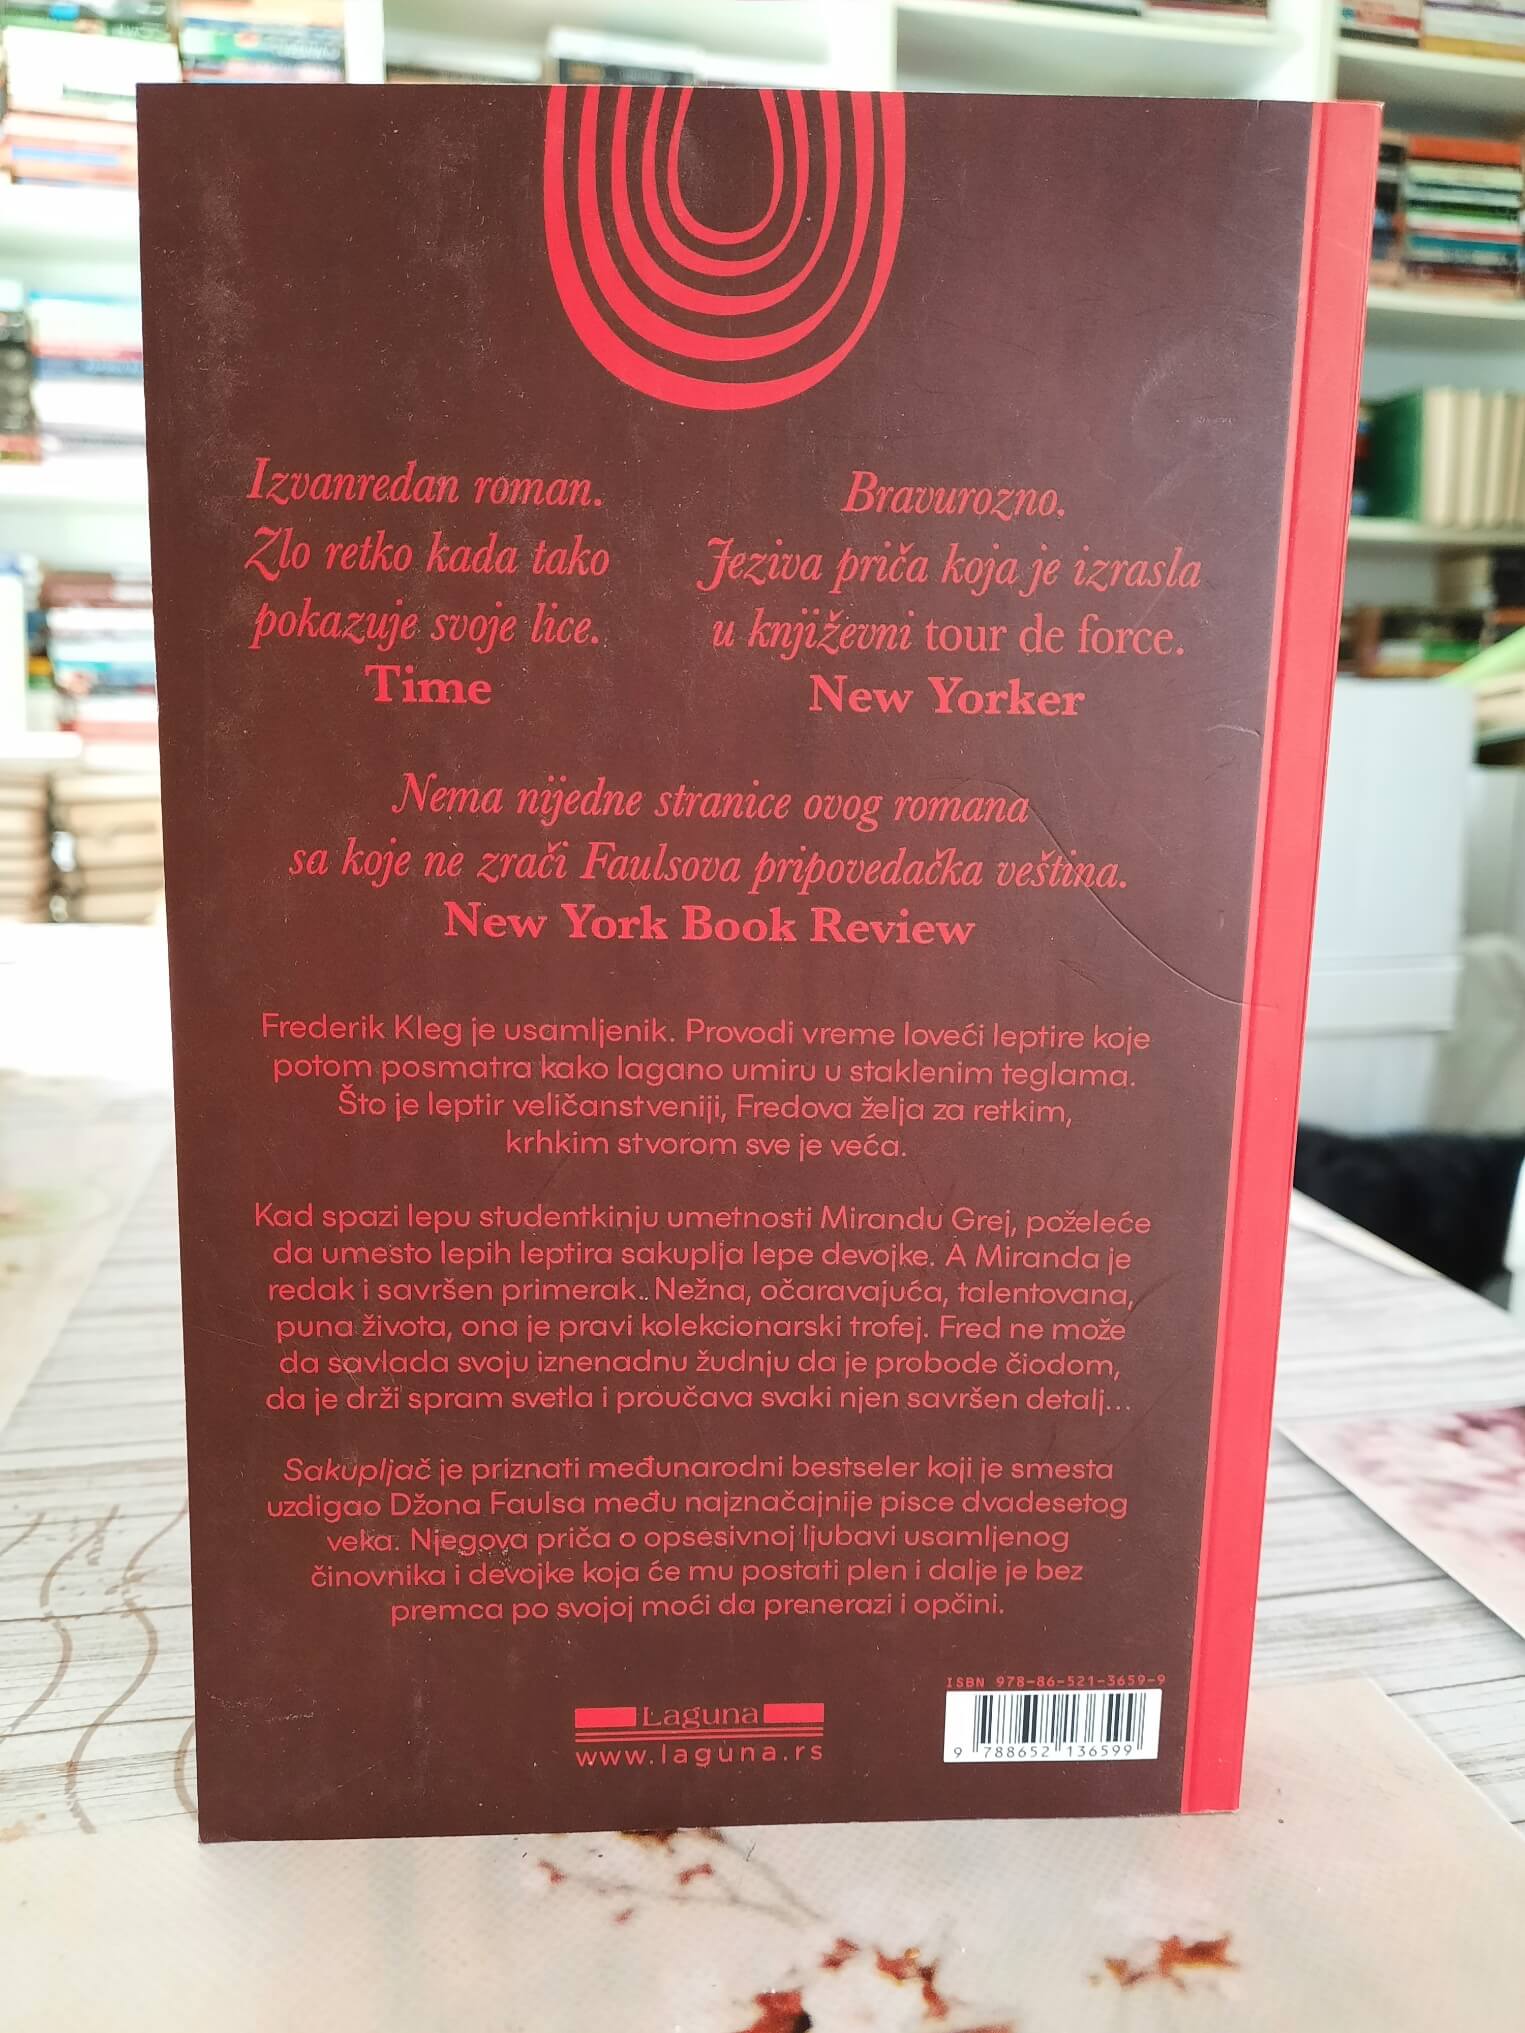 Izvanredan roman.
Zlo retko kada tako
pokazuje svoje lice.
Time
Bravurozno.
Jeziva priča koja je izrasla
u književni tour de force.
New Yorker
Nema nijedne stranice ovog romana
sa koje ne zrači Faulsova pripovedačka veština.
New York Book Review
Frederik Kleg je usamljenik. Provodi vreme loveći leptire koje
potom posmatra kako lagano umiru u staklenim teglama.
Što je leptir veličanstveniji, Fredova želja za retkim,
krhkim stvorom sve je veća.
Kad spazi lepu studentkinju umetnosti Mirandu Grej, poželeće
da umesto lepih leptira sakuplja lepe devojke. A Miranda je
redak i savršen primerak. Nežna, očaravajuća, talentovana,
puna života, ona je pravi kolekcionarski trofej. Fred ne može
da savlada svoju iznenadnu žudnju da je probode čiodom,
da je drži spram svetla i proučava svaki njen savršen detalj...
Sakupljač je priznati međunarodni bestseler koji je smesta
uzdigao Džona Faulsa među najznačajnije pisce dvadesetog
veka. Njegova priča o opsesivnoj ljubavi usamljenog
činovnika i devojke koja će mu postati plen i dalje je bez
premca po svojoj moći da prenerazi i opčini.
Laguna
www.laguna.rs
ISBN 978-86-521-3659-9
9 788652 136599